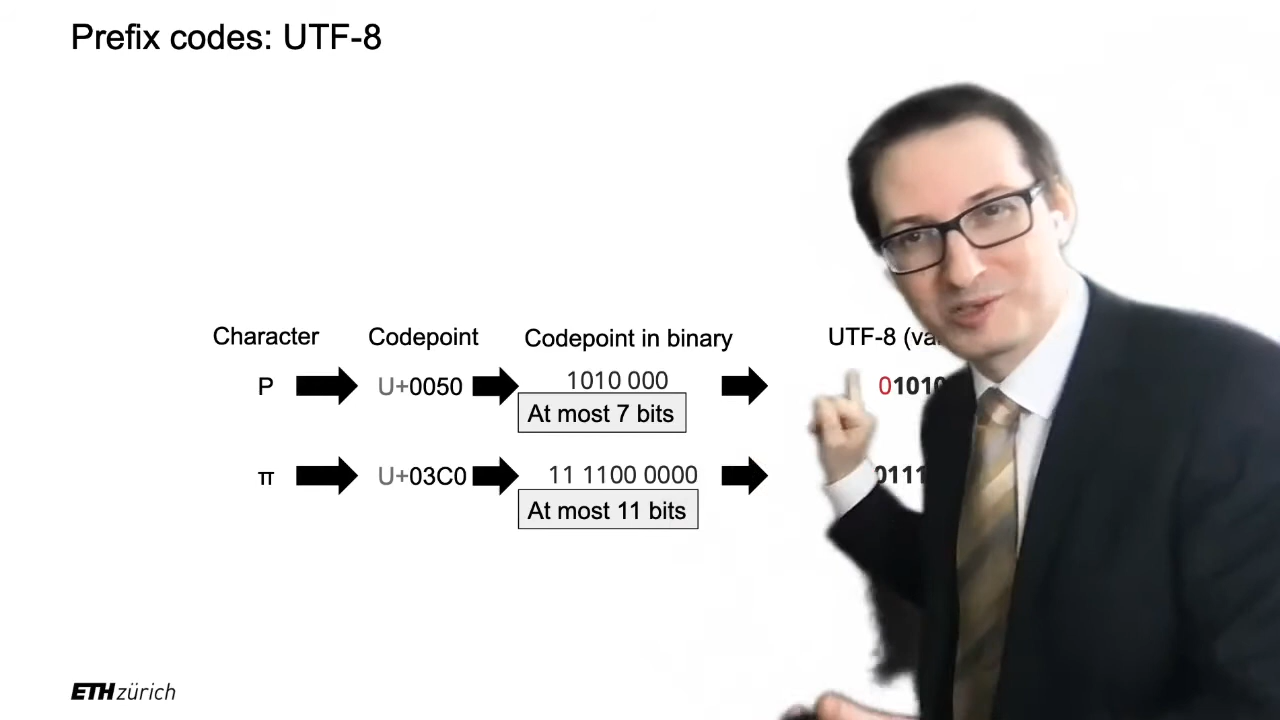 Prefix codes: UTF-8
Character Codepoint Codepoint in binary UTF-8
P U+0050 1010 000 01010
At most 7 bits
π U+03C0 11 1100 0000 0111
At most 11 bits
ETH zürich